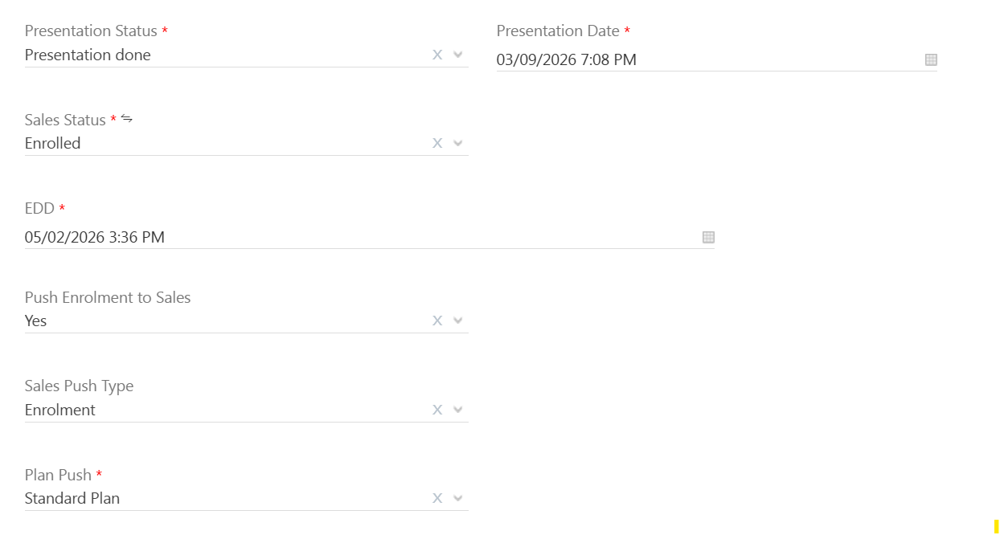 Presentation Status *
Presentation done
X
Presentation Date *
03/09/2026 7:08 PM
Sales Status * ⇋
Enrolled
X
EDD *
05/02/2026 3:36 PM
Push Enrolment to Sales
Yes
X
Sales Push Type
Enrolment
X
Plan Push *
Standard Plan
X